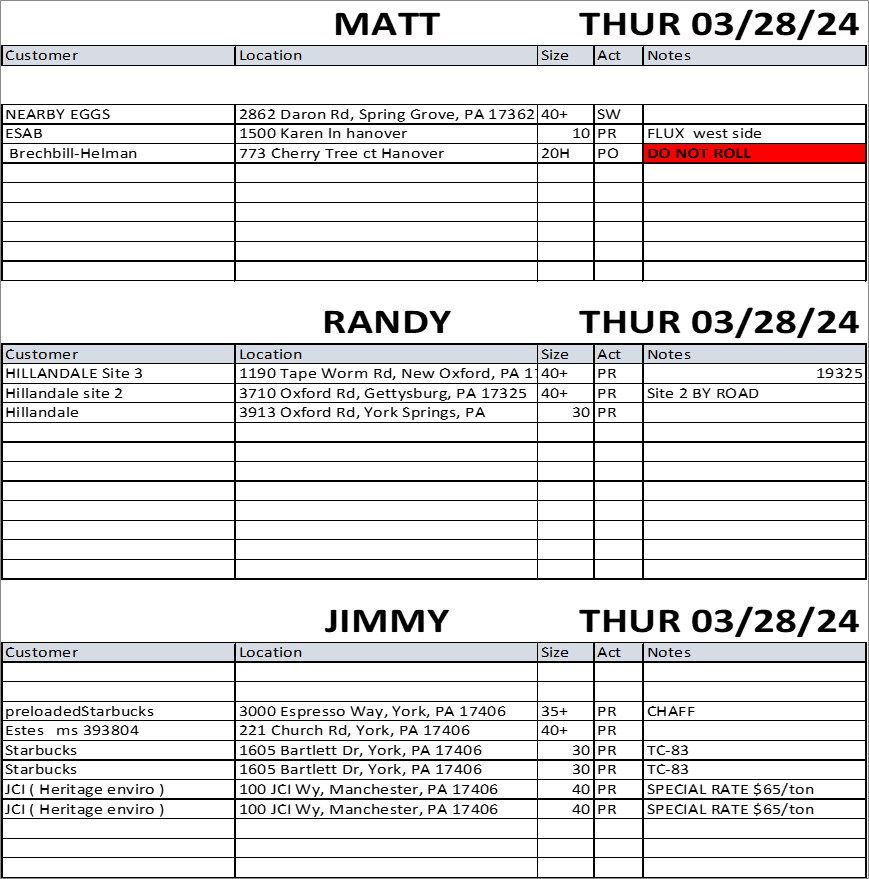 MATT THUR 03/28/24
Customer Location Size Act Notes
NEARBY EGGS 2862 Daron Rd, Spring Grove, PA 17362 40+ SW
ESAB 1500 Karen ln hanover 10 PR FLUX west side
Brechbill-Helman 773 Cherry Tree ct Hanover 20H PO DO NOT ROLL
RANDY THUR 03/28/24
Customer Location Size Act Notes
HILLANDALE Site 3 1190 Tape Worm Rd, New Oxford, PA 17 40+ PR 19325
Hillandale site 2 3710 Oxford Rd, Gettysburg, PA 17325 40+ PR Site 2 BY ROAD
Hillandale 3913 Oxford Rd, York Springs, PA 30 PR
JIMMY THUR 03/28/24
Customer Location Size Act Notes
preloadedStarbucks 3000 Espresso Way, York, PA 17406 35+ PR CHAFF
Estes ms 393804 221 Church Rd, York, PA 17406 40+ PR
Starbucks 1605 Bartlett Dr, York, PA 17406 30 PR TC-83
Starbucks 1605 Bartlett Dr, York, PA 17406 30 PR TC-83
JCI ( Heritage enviro ) 100 JCI Wy, Manchester, PA 17406 40 PR SPECIAL RATE $65/ton
JCI ( Heritage enviro ) 100 JCI Wy, Manchester, PA 17406 40 PR SPECIAL RATE $65/ton